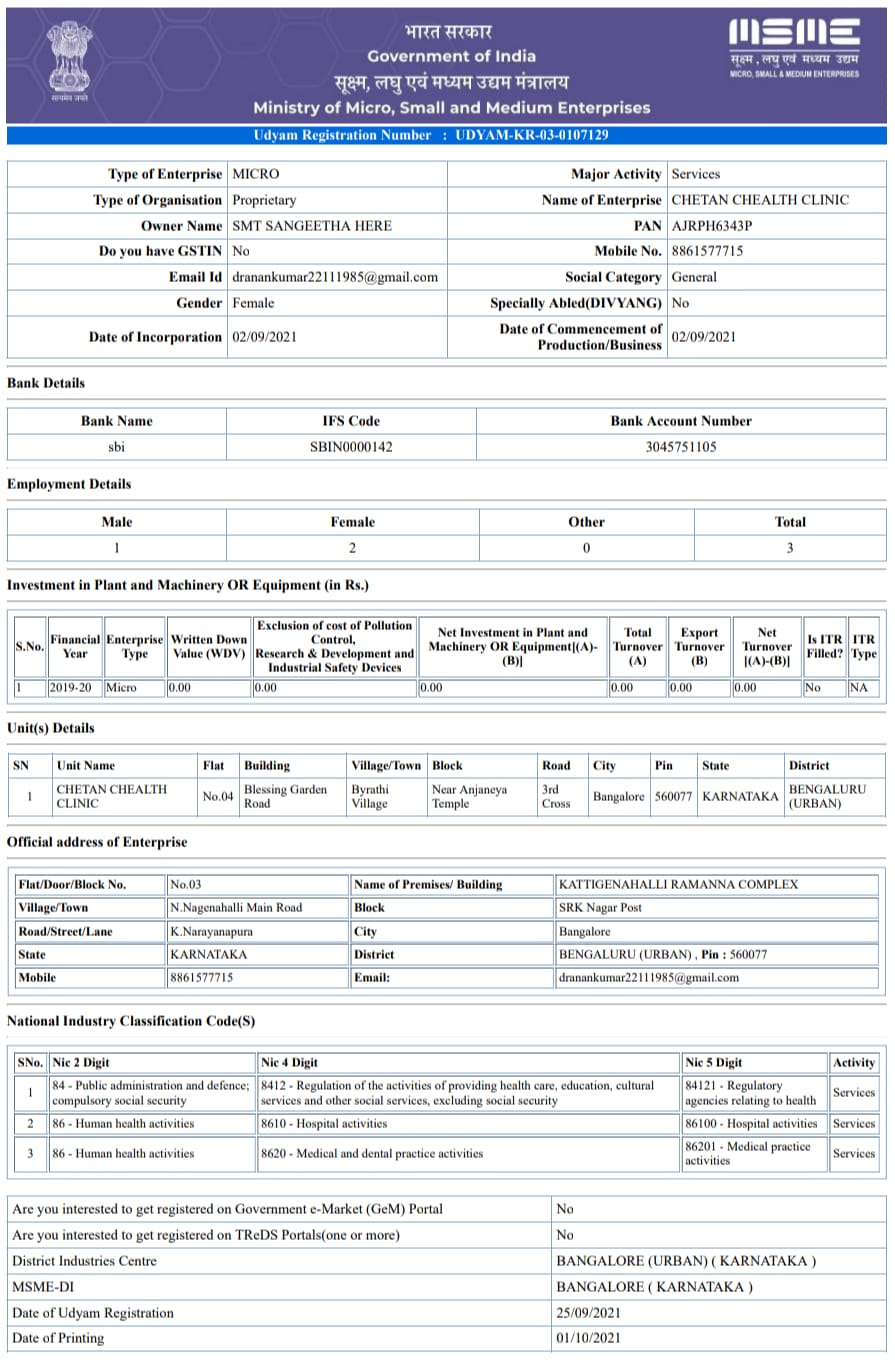 भारत सरकार
Government of India
सूक्ष्म, लघु एवं मध्यम उद्यम मंत्रालय
Ministry of Micro, Small and Medium Enterprises
सत्यमेव जयते
MSME
सूक्ष्म, लघु एवं मध्यम उद्यम
MICRO, SMALL & MEDIUM ENTERPRISES
Udyam Registration Number : UDYAM-KR-03-0107129
Type of Enterprise MICRO Major Activity Services
Type of Organisation Proprietary Name of Enterprise CHETAN CHEALTH CLINIC
Owner Name SMT SANGEETHA HERE PAN AJRPH6343P
Do you have GSTIN No Mobile No. 8861577715
Email Id dranankumar22111985@gmail.com Social Category General
Gender Female Specially Abled(DIVYANG) No
Date of Incorporation 02/09/2021 Date of Commencement of Production/Business 02/09/2021
Bank Details
Bank Name IFS Code Bank Account Number
sbi SBIN0000142 3045751105
Employment Details
Male Female Other Total
1 2 0 3
Investment in Plant and Machinery OR Equipment (in Rs.)
S.No. Financial Year Enterprise Type Written Down Value (WDV) Exclusion of cost of Pollution Control, Research & Development and Industrial Safety Devices Net Investment in Plant and Machinery OR Equipment[(A)-(B)] Total Turnover (A) Export Turnover (B) Net Turnover [(A)-(B)] Is ITR Filled? ITR Type
1 2019-20 Micro 0.00 0.00 0.00 0.00 0.00 0.00 No NA
Unit(s) Details
SN Unit Name Flat Building Village/Town Block Road City Pin State District
1 CHETAN CHEALTH CLINIC No.04 Blessing Garden Road Byrathi Village Near Anjaneya Temple 3rd Cross Bangalore 560077 KARNATAKA BENGALURU (URBAN)
Official address of Enterprise
Flat/Door/Block No. No.03 Name of Premises/ Building KATTIGENAHALLI RAMANNA COMPLEX
Village/Town N.Nagenahalli Main Road Block SRK Nagar Post
Road/Street/Lane K.Narayanapura City Bangalore
State KARNATAKA District BENGALURU (URBAN) , Pin : 560077
Mobile 8861577715 Email: dranankumar22111985@gmail.com
National Industry Classification Code(S)
SNo. Nic 2 Digit Nic 4 Digit Nic 5 Digit Activity
1 84 - Public administration and defence; compulsory social security 8412 - Regulation of the activities of providing health care, education, cultural services and other social services, excluding social security 84121 - Regulatory agencies relating to health Services
2 86 - Human health activities 8610 - Hospital activities 86100 - Hospital activities Services
3 86 - Human health activities 8620 - Medical and dental practice activities 86201 - Medical practice activities Services
Are you interested to get registered on Government e-Market (GeM) Portal No
Are you interested to get registered on TReDS Portals(one or more) No
District Industries Centre BANGALORE (URBAN) ( KARNATAKA )
MSME-DI BANGALORE ( KARNATAKA )
Date of Udyam Registration 25/09/2021
Date of Printing 01/10/2021